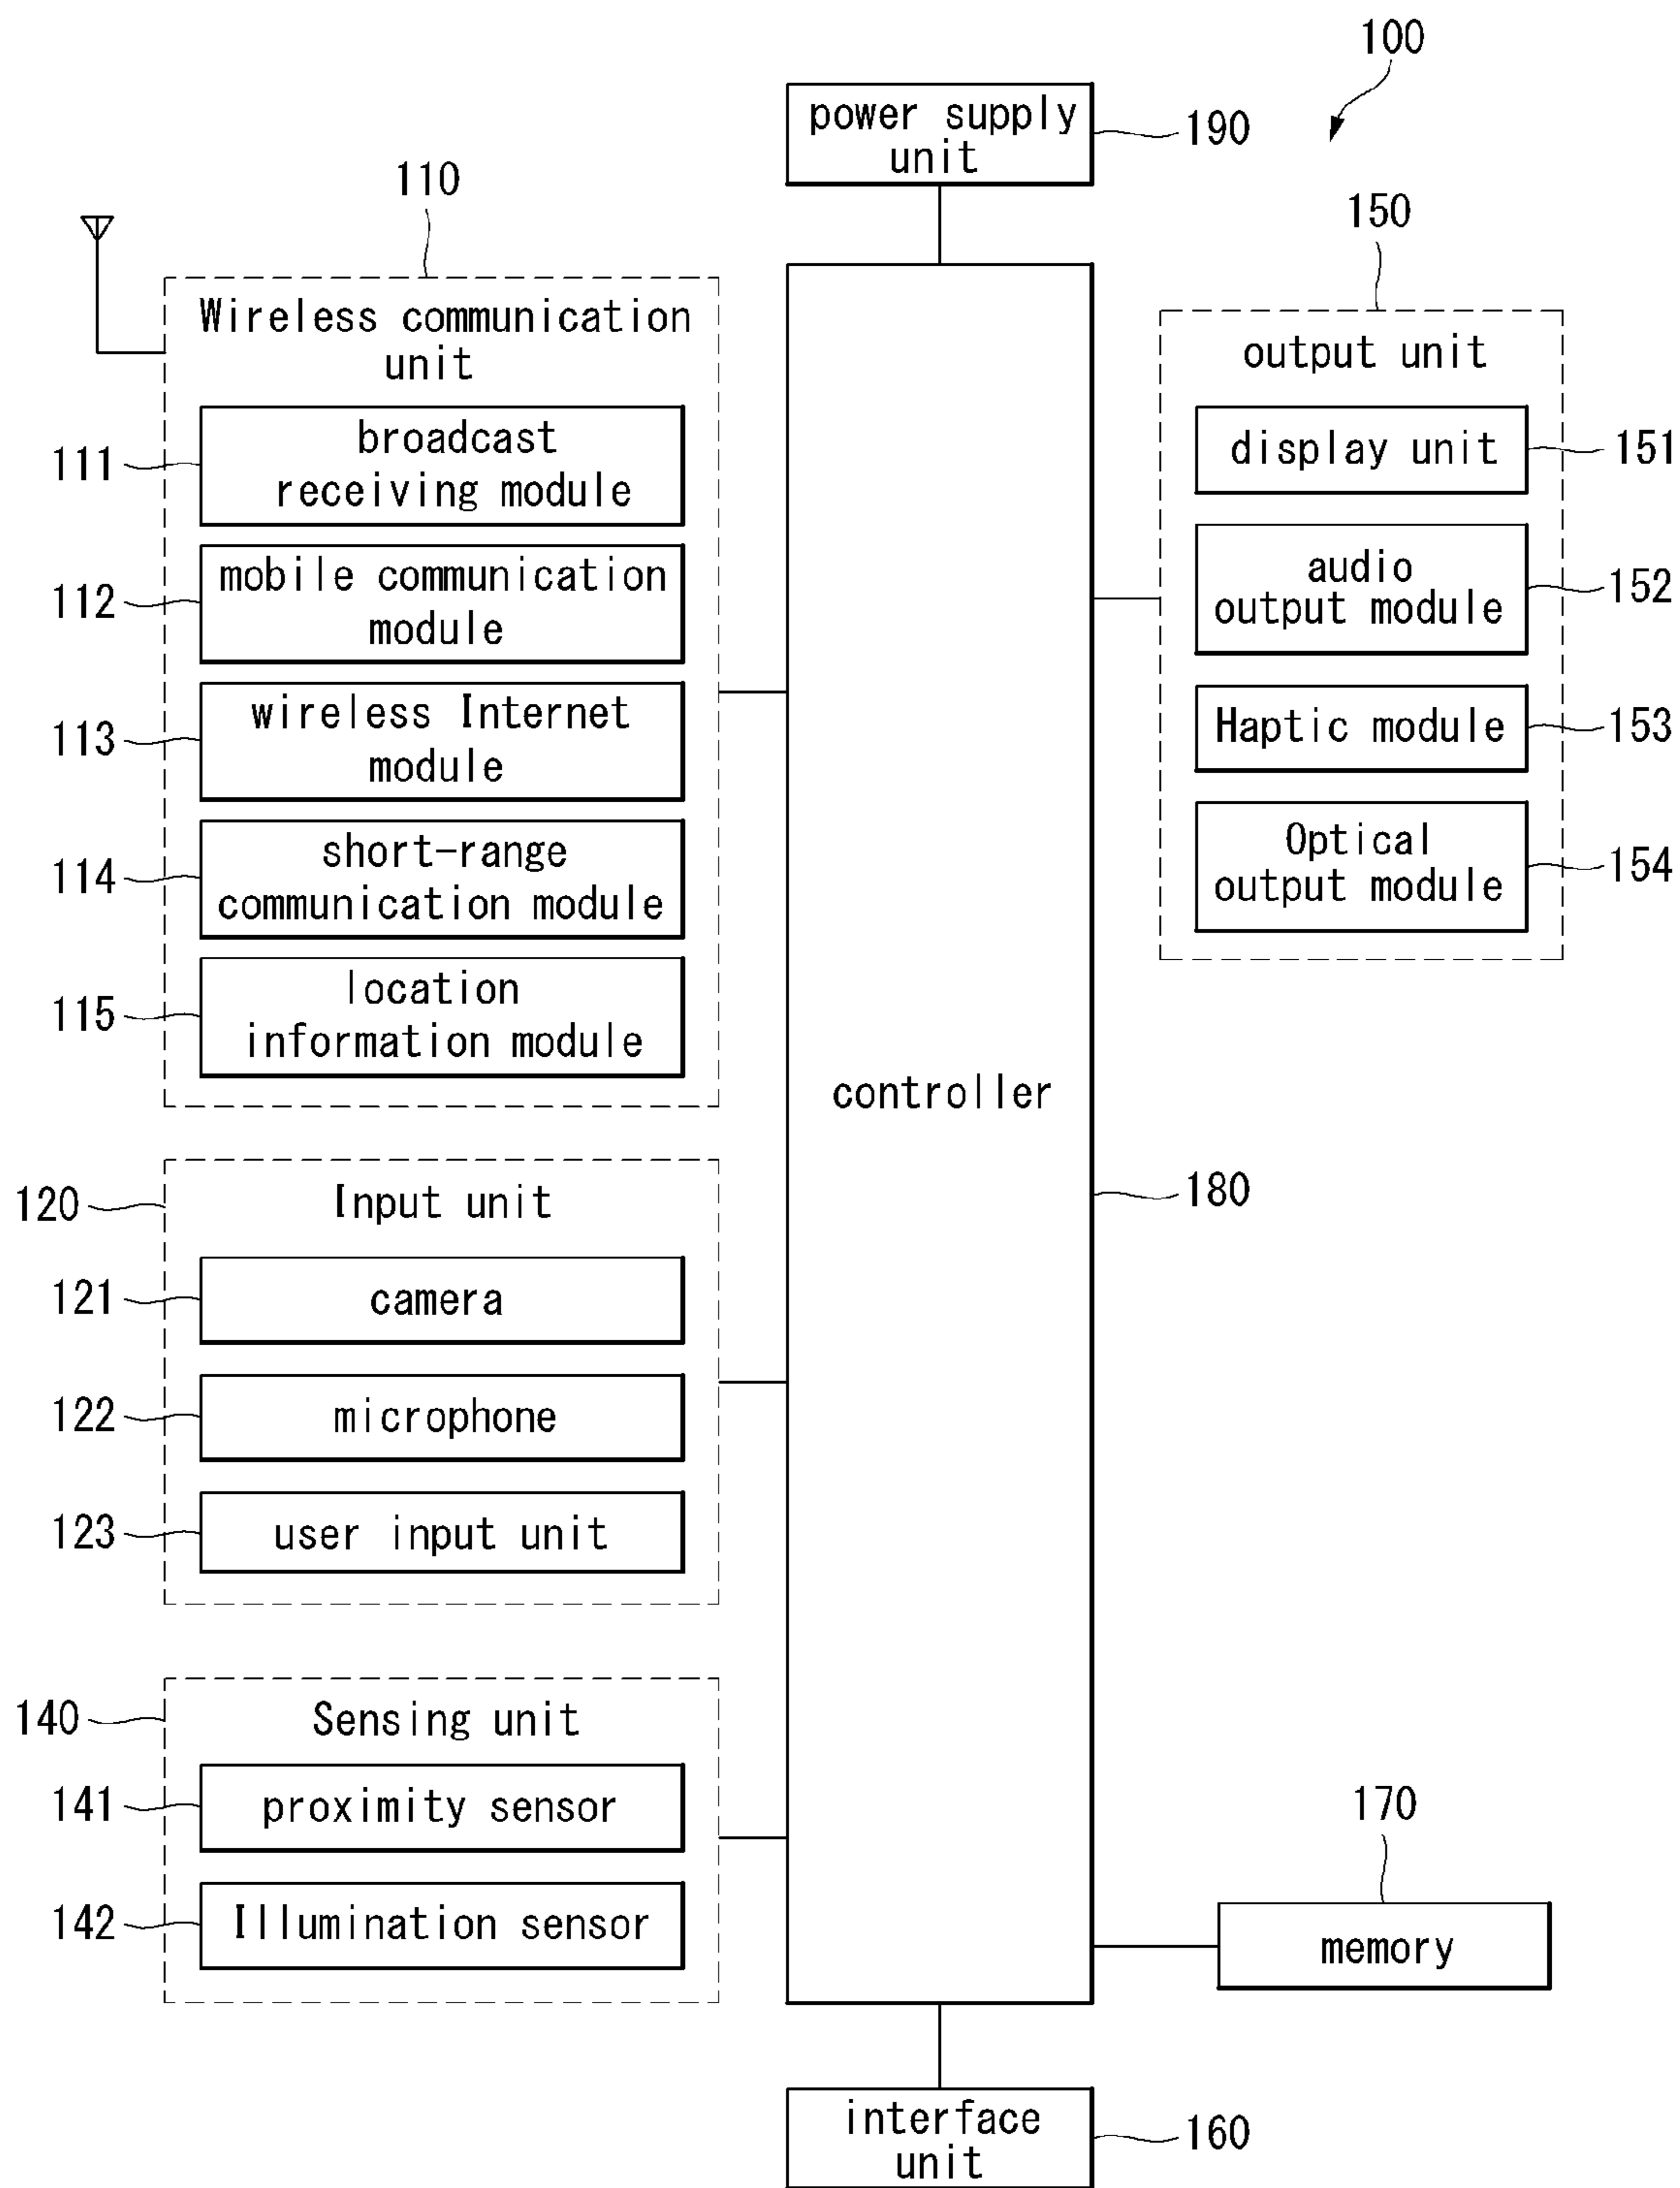 100
power supply
unit
190
110
150
Wireless communication
unit
output unit
111
broadcast
receiving module
display unit
151
112
mobile communication
module
audio
output module
152
113
wireless Internet
module
Haptic module
153
114
short-range
communication module
Optical
output module
154
115
location
information module
controller
180
120
Input unit
121
camera
122
microphone
123
user input unit
140
Sensing unit
141
proximity sensor
142
Illumination sensor
170
memory
interface
unit
160